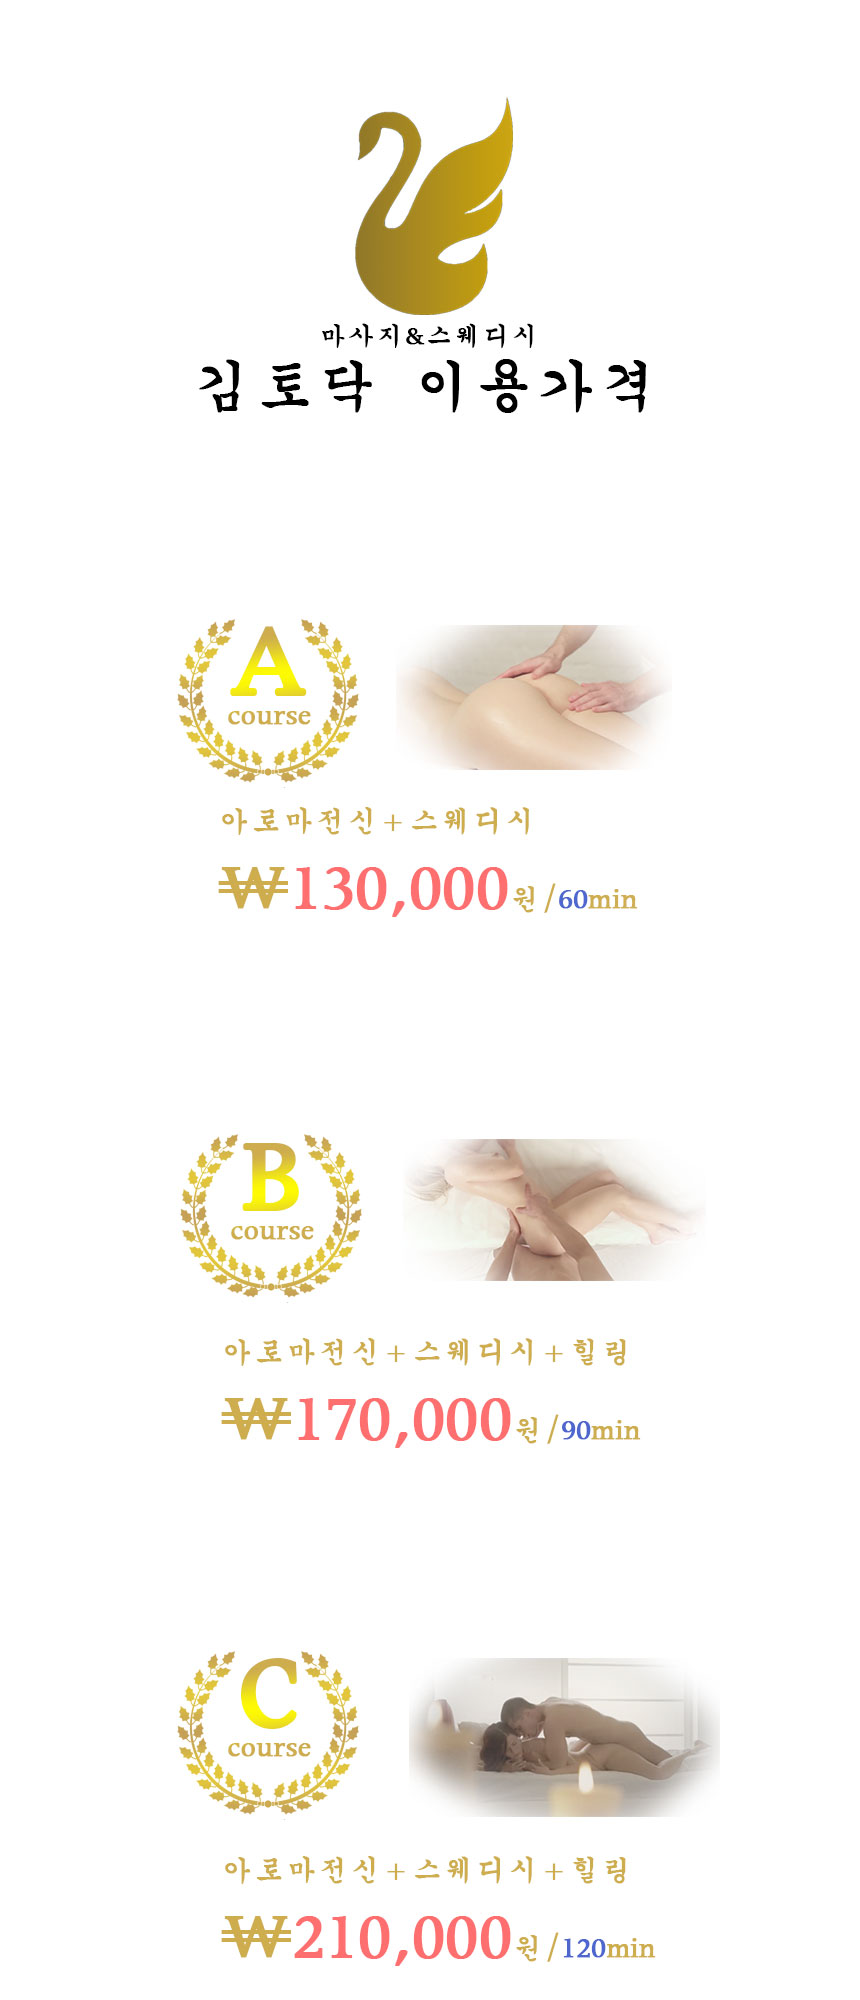 마사지&스웨디시
김토닥 이용가격
A
course
아로마전신+스웨디시
₩130,000원/60min
B
course
아로마전신+스웨디시+힐링
₩170,000원/90min
C
course
아로마전신+스웨디시+힐링
₩210,000원/120min